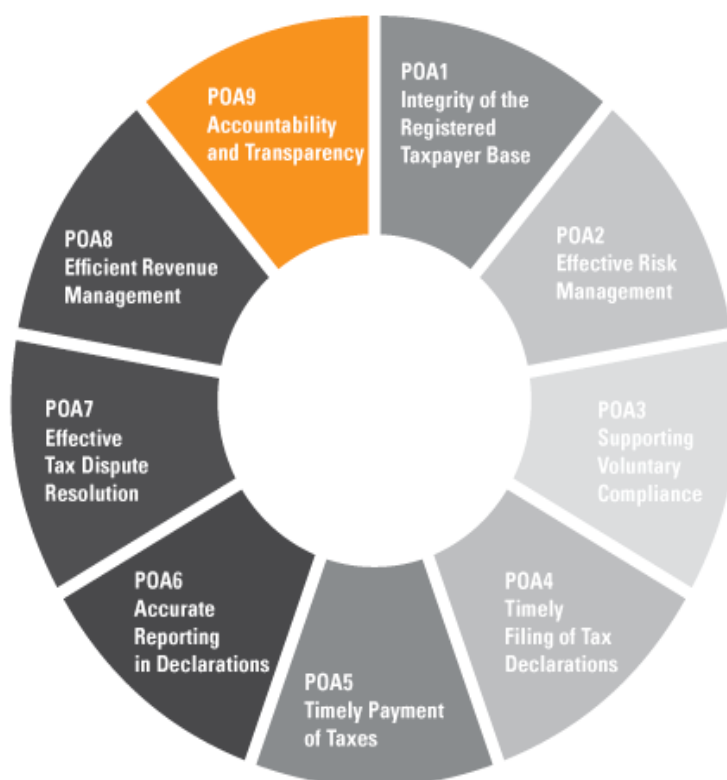 POA1
Integrity of the
Registered
Taxpayer Base
POA2
Effective Risk
Management
POA3
Supporting
Voluntary
Compliance
POA4
Timely
Filing of Tax
Declarations
POA5
Timely Payment
of Taxes
POA6
Accurate
Reporting
in Declarations
POA7
Effective
Tax Dispute
Resolution
POA8
Efficient Revenue
Management
POA9
Accountability
and Transparency